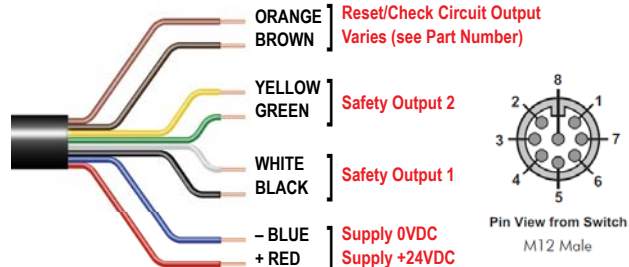 ORANGE
BROWN
Reset/Check Circuit Output
Varies (see Part Number)
YELLOW
GREEN
Safety Output 2
WHITE
BLACK
Safety Output 1
– BLUE
+ RED
Supply 0VDC
Supply +24VDC
8
2
1
3
7
4
6
5
Pin View from Switch
M12 Male